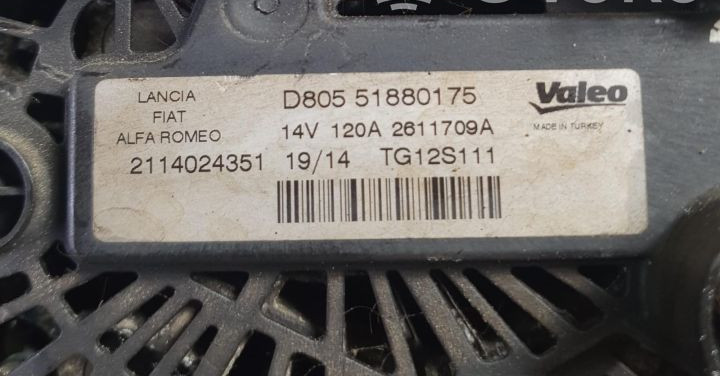 LANCIA
FIAT
ALFA ROMEO
D805 51880175
14V 120A 2611709A
2114024351 19/14 TG12S111
Valeo
MADE IN TURKEY